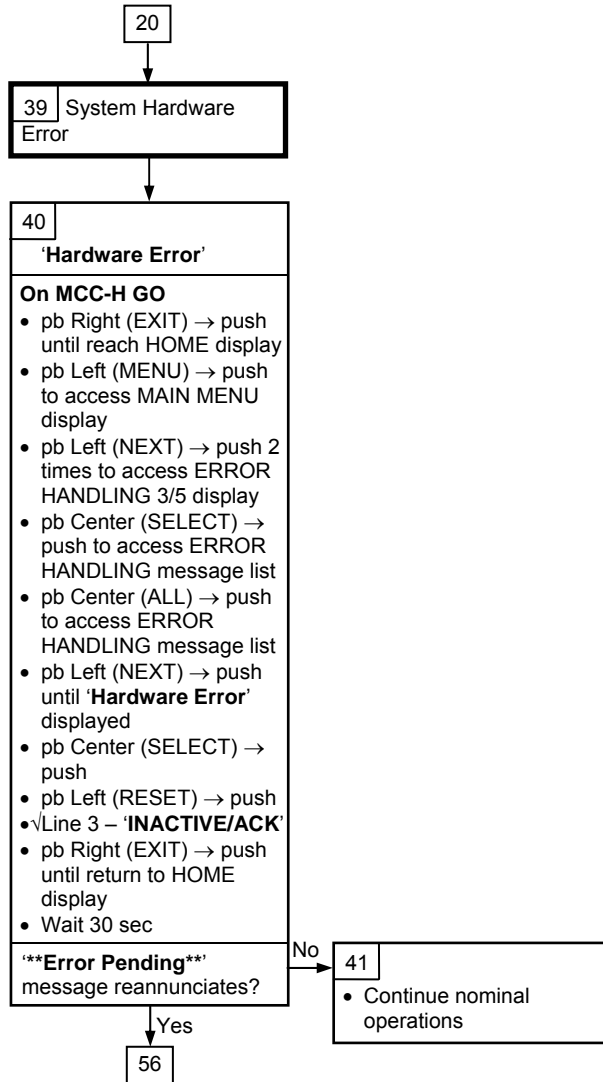 20
39 System Hardware
Error
40
‘Hardware Error’
On MCC-H GO
• pb Right (EXIT) → push
until reach HOME display
• pb Left (MENU) → push
to access MAIN MENU
display
• pb Left (NEXT) → push 2
times to access ERROR
HANDLING 3/5 display
• pb Center (SELECT) →
push to access ERROR
HANDLING message list
• pb Center (ALL) → push
to access ERROR
HANDLING message list
• pb Left (NEXT) → push
until ‘Hardware Error’
displayed
• pb Center (SELECT) →
push
• pb Left (RESET) → push
•√Line 3 – ‘INACTIVE/ACK’
• pb Right (EXIT) → push
until return to HOME
display
• Wait 30 sec
‘**Error Pending**’
message reannunciates?
No
41
• Continue nominal
operations
Yes
56